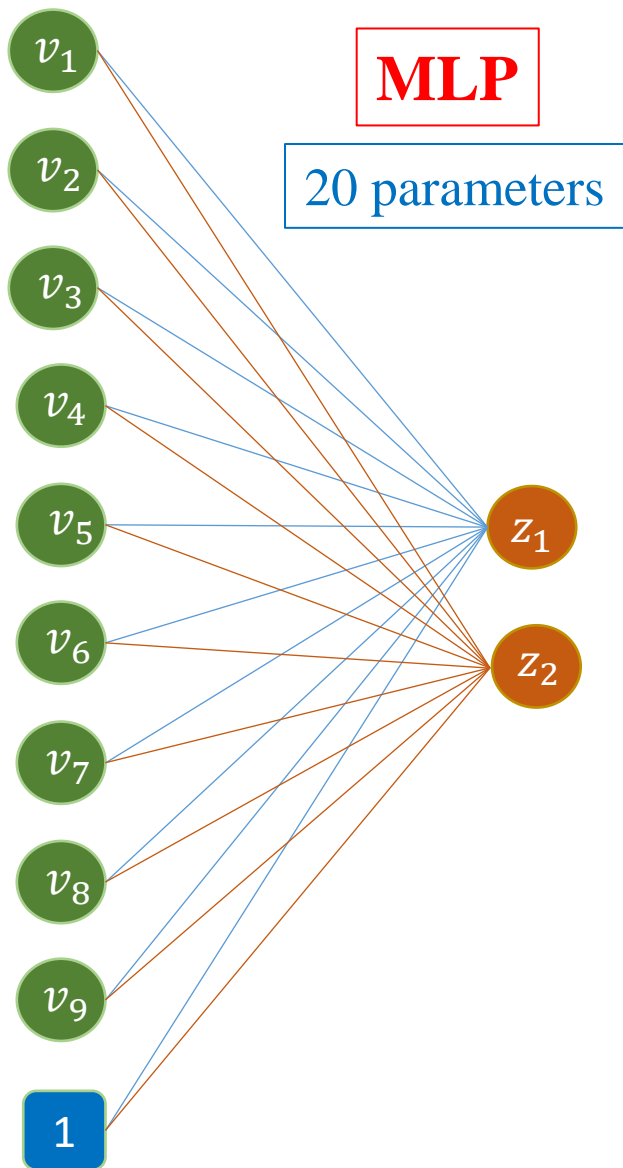 MLP
20 parameters
v₁
v₂
v₃
v₄
v₅
v₆
v₇
v₈
v₉
1
z₁
z₂